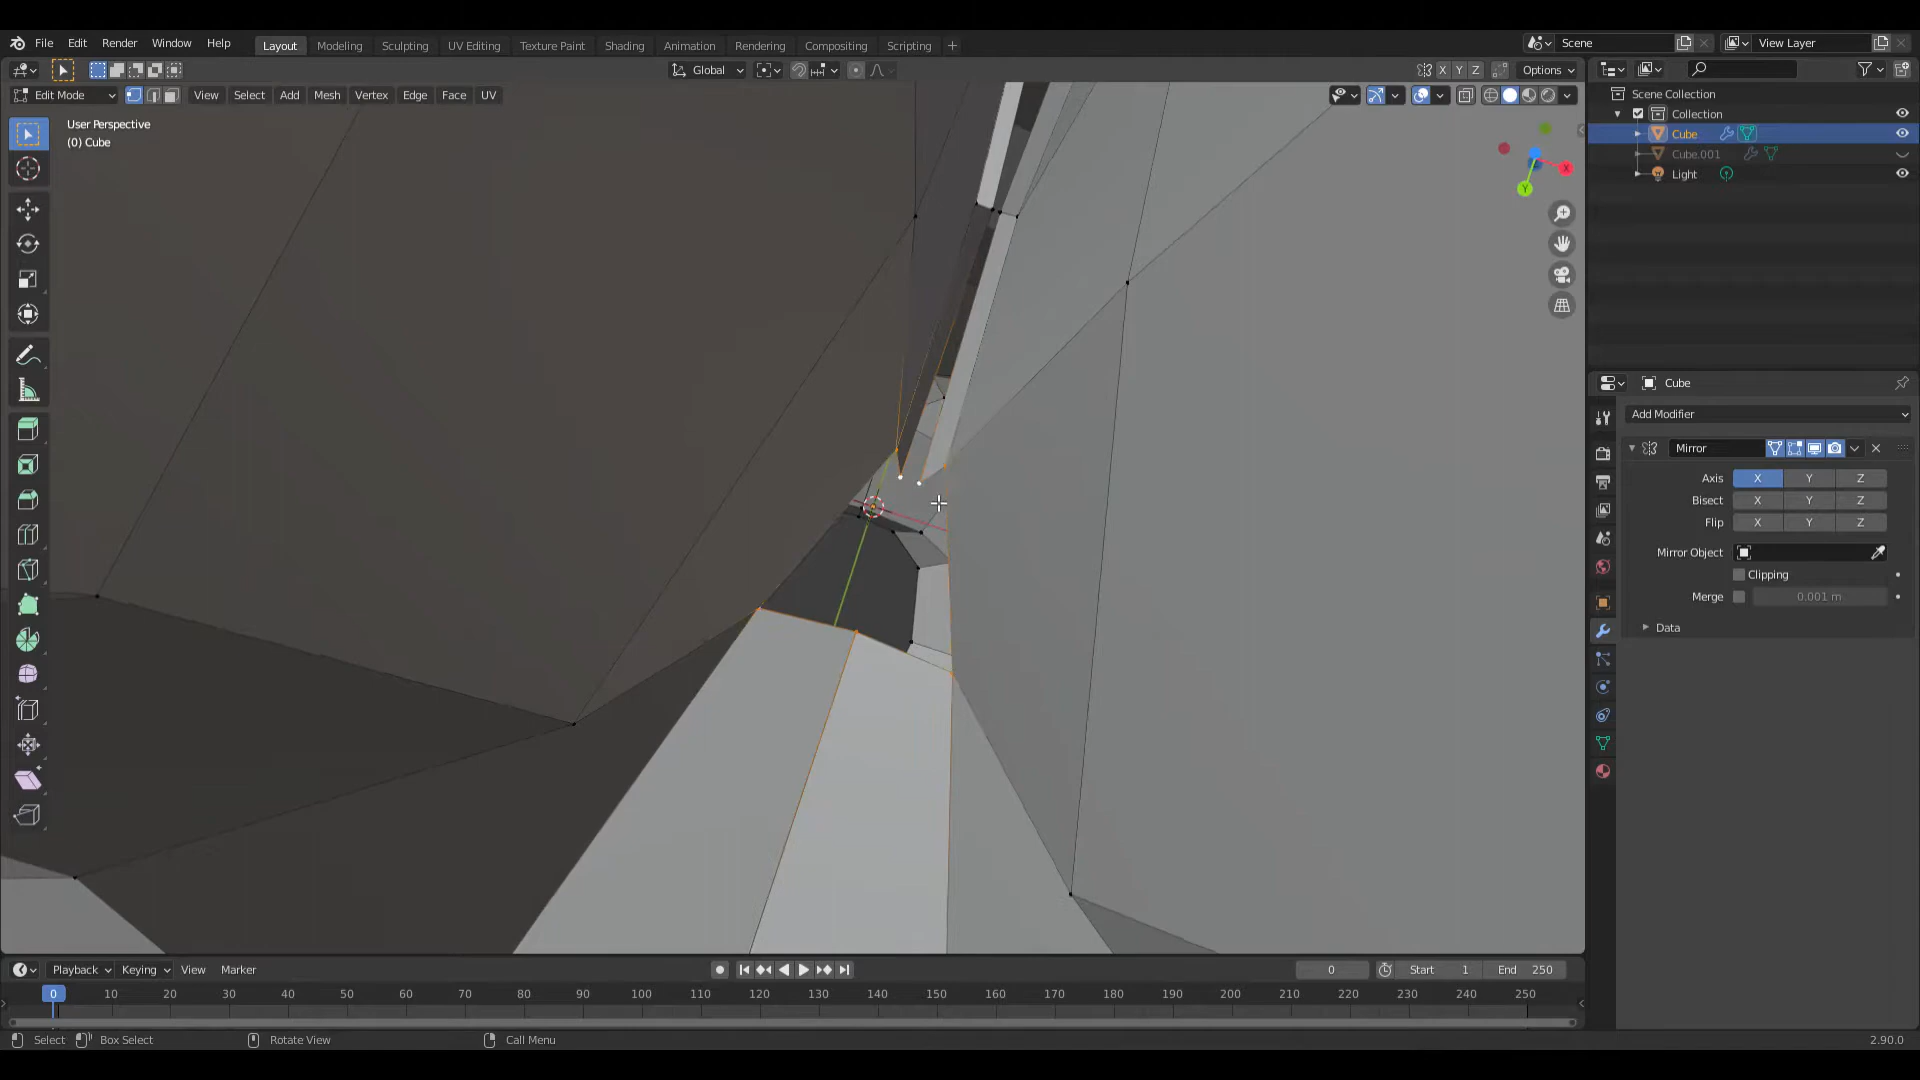 File Edit Render Window Help Layout Modeling Sculpting UV Editing Texture Paint Shading Animation Rendering Compositing Scripting + Scene View Layer
Global X Y Z Options
Edit Mode View Select Add Mesh Vertex Edge Face UV
User Perspective
(0) Cube
X
Y
Scene Collection
Collection
Cube
Cube.001
Light
Cube
Add Modifier
Mirror
Axis X Y Z
Bisect X Y Z
Flip X Y Z
Mirror Object
Clipping
Merge 0.001 m
Data
Playback Keying View Marker 0 Start 1 End 250
0 10 20 30 40 50 60 70 80 90 100 110 120 130 140 150 160 170 180 190 200 210 220 230 240 250
Select Box Select Rotate View Call Menu 2.90.0